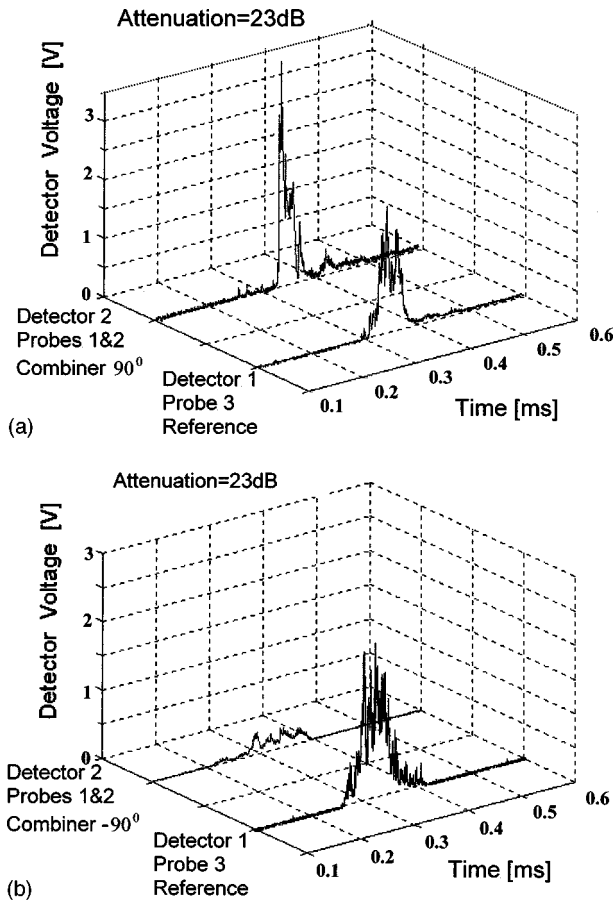 Attenuation=23dB
Detector Voltage [V]
3
2
1
0
Detector 2
Probes 1&2
Combiner 90⁰
Detector 1
Probe 3
Reference
0.1
0.2
0.3
0.4
0.5
0.6
Time [ms]
(a)
Attenuation=23dB
Detector Voltage [V]
3
2
1
0
Detector 2
Probes 1&2
Combiner -90⁰
Detector 1
Probe 3
Reference
0.1
0.2
0.3
0.4
0.5
0.6
Time [ms]
(b)